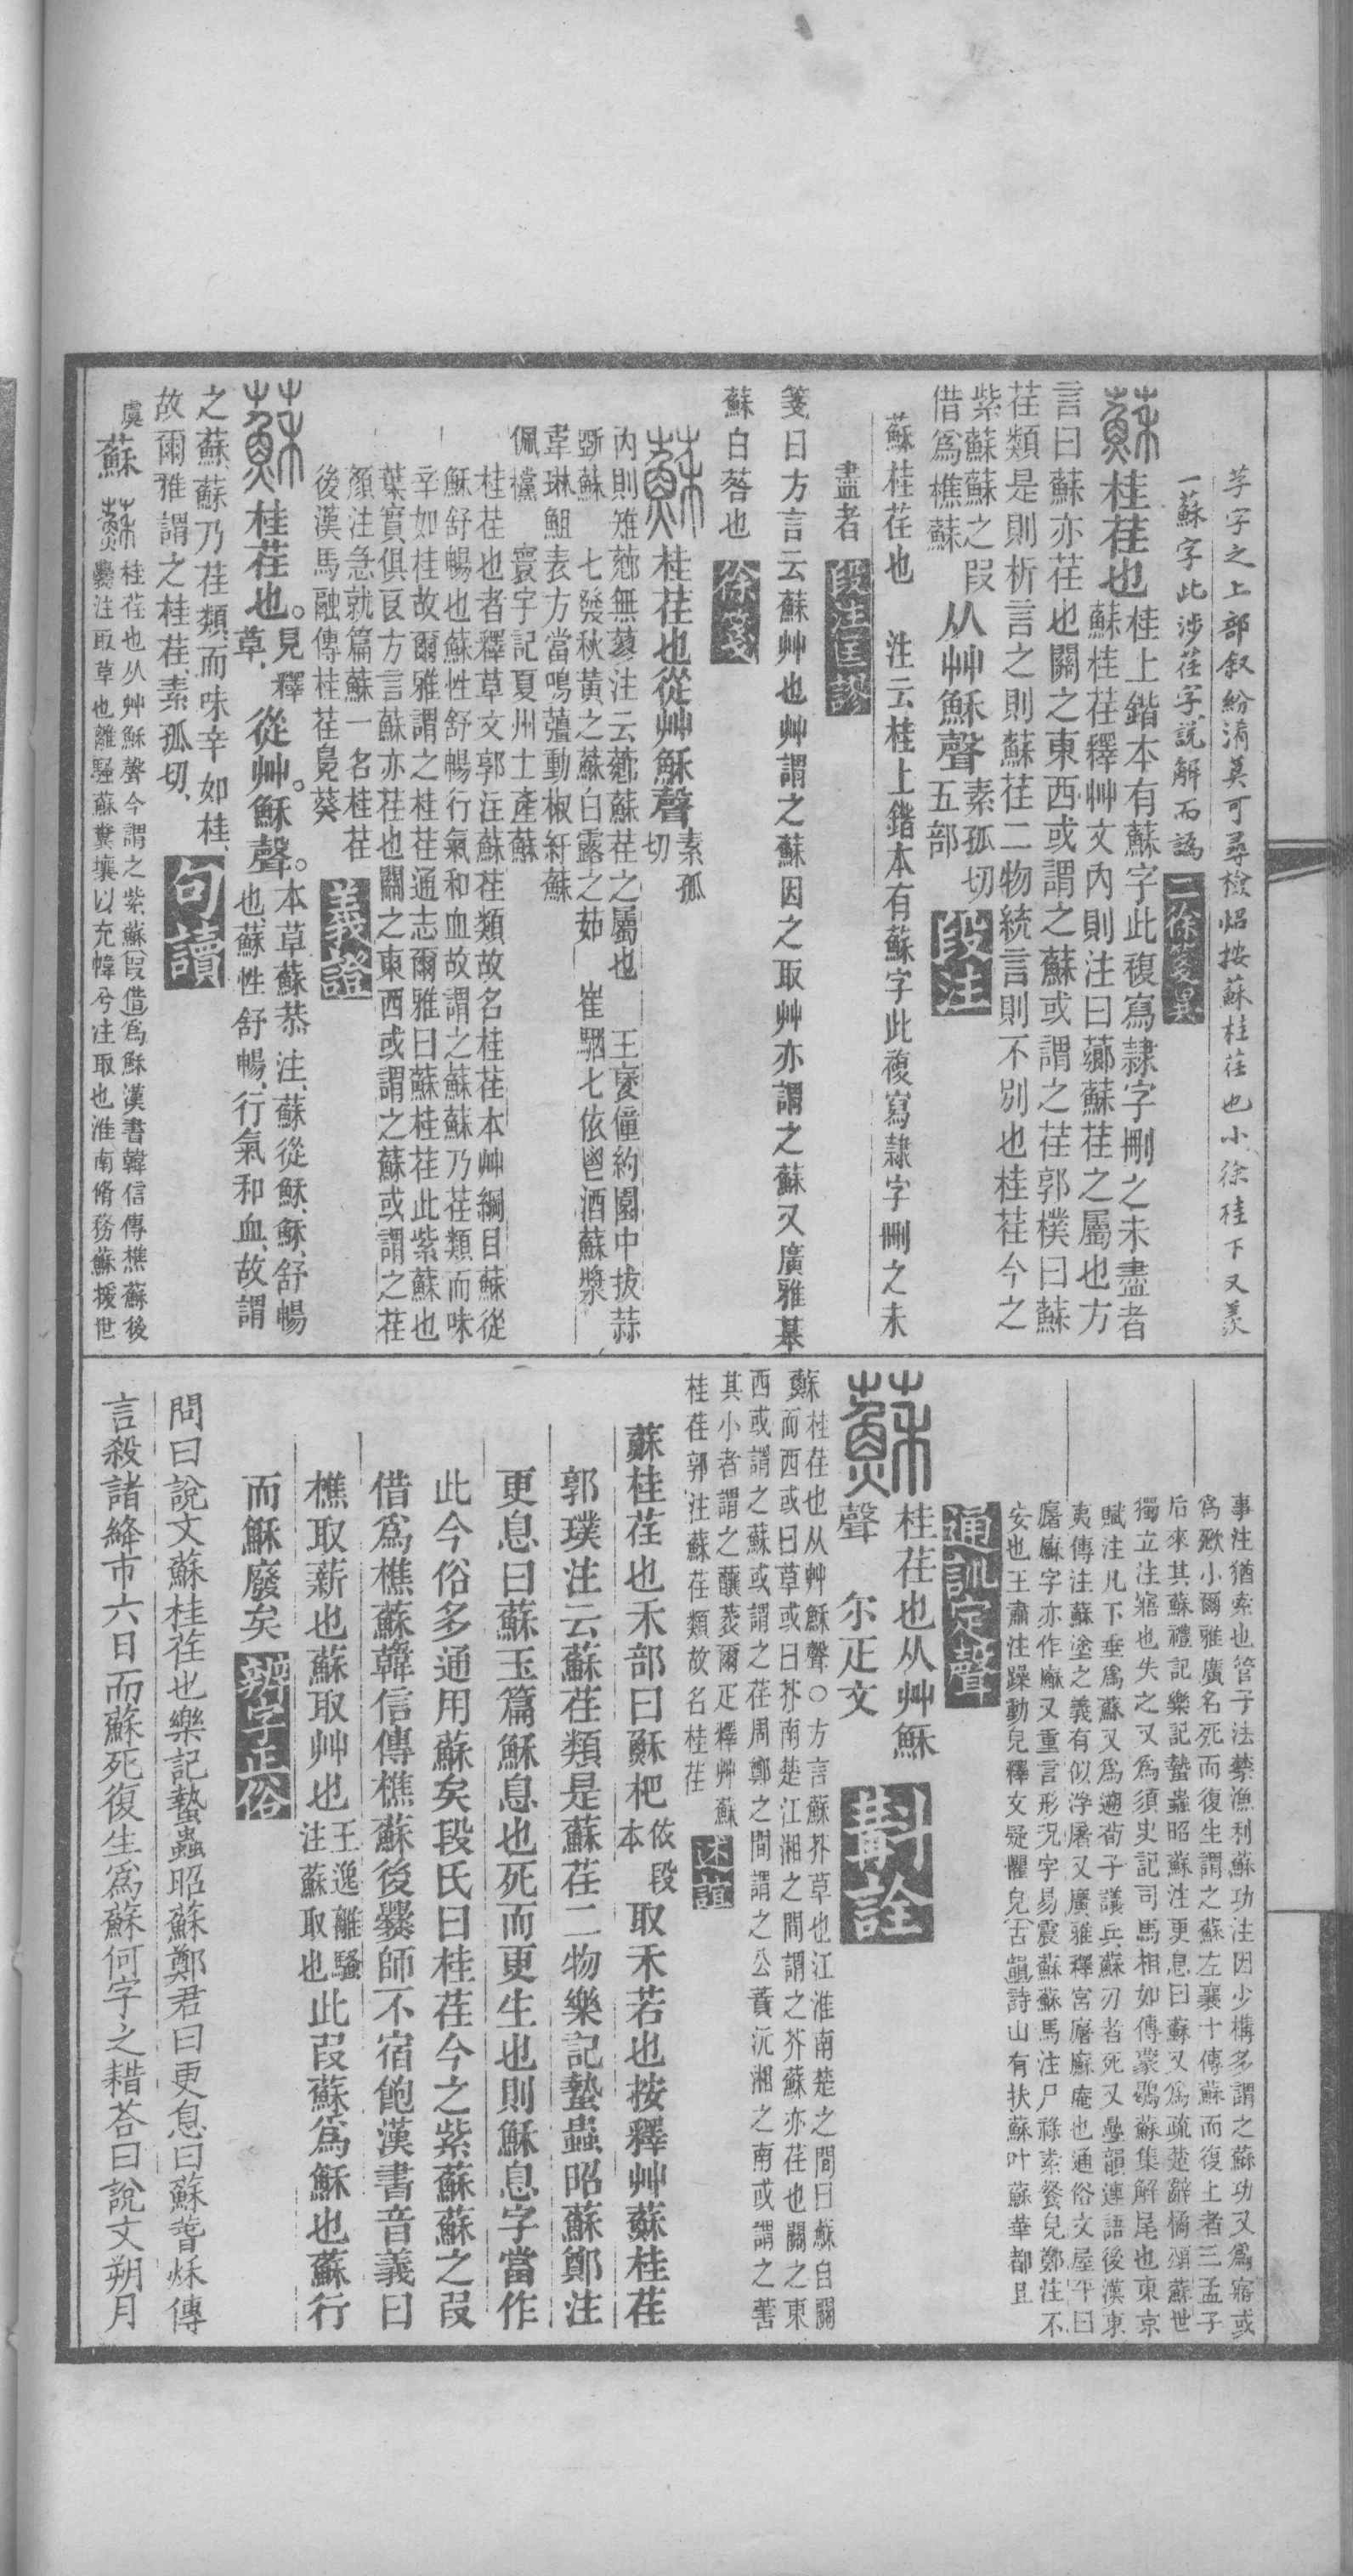 芓字之上部叙紛淆莫可尋檢炤按蘇桂荏也小徐桂下又羨
一蘇字此涉荏字說解而譌 二徐箋異
蘇 桂荏也 桂上鍇本有蘇字此複寫隷字刪之未盡者
蘇桂荏釋艸文內則注曰薌蘇荏之屬也方
言曰蘇亦荏也關之東西或謂之蘇或謂之荏郭樸曰蘇
荏類是則析言之則蘇荏二物統言則不別也桂荏今之
紫蘇蘇之叚
借爲樵蘇 从艸穌聲 素孤切
五部 段注
蘇桂荏也 注云桂上鍇本有蘇字此複寫隷字刪之未
盡者 段注匡謬
箋曰方言云蘇艸也艸謂之蘇因之取艸亦謂之蘇又廣雅葊
蘇白莕也 徐箋
蘇 桂荏也從艸穌聲 素孤
切
內則雉薌無蓼注云薌蘇荏之屬也 王褒僮約園中拔蒜
斲蘇 七發秋黃之蘇白露之茹 崔駰七依鬯酒蘇漿
韋琳䱇表方當鳴薑動椒紆蘇
佩欓 寰宇記夏州土產蘇
桂荏也者釋草文郭注蘇荏類故名桂荏本艸綱目蘇從
穌舒暢也蘇性舒暢行氣和血故謂之蘇蘇乃荏類而味
辛如桂故爾雅謂之桂荏通志爾雅曰蘇桂荏此紫蘇也
葉實俱良方言蘇亦荏也關之東西或謂之蘇或謂之荏
顏注急就篇蘇一名桂荏
後漢馬融傳桂荏鳧葵 義證
蘇 桂荏也。見釋
草、 從艸。穌聲。 本草蘇恭注、蘇從穌、穌、舒暢
也、蘇性舒暢、行氣和血、故謂
之蘇、蘇乃荏類、而味辛如桂、
故爾雅謂之桂荏、素孤切、 句讀
虞 蘇 蘇 桂荏也从艸穌聲今謂之紫蘇叚借爲穌漢書韓信傳樵蘇後
爨注取草也離騷蘇糞壤以充幃兮注取也淮南脩務蘇援世
事注猶索也管子法禁漁利蘇功注因少構多謂之蘇功又爲寤或
爲歔小爾雅廣名死而復生謂之蘇左襄十傳蘇而復上者三孟子
后來其蘇禮記樂記蟄蟲昭蘇注更息曰蘇又爲疏楚辭橘頌蘇世
獨立注寤也失之又爲須史記司馬相如傳蒙鶡蘇集解尾也東京
賦注凡下垂爲蘇又爲遡荀子議兵蘇刃者死又曡韻連語後漢東
夷傳注蘇塗之義有似浮屠又廣雅釋宮廜㢝庵也通俗文屋平曰
廜㢝字亦作㢝又重言形況字易震蘇蘇馬注尸祿素餐皃鄭注不
安也王肅注躁動皃釋文疑懼皃古韻詩山有扶蘇叶蘇華都且
通訓定聲
蘇 桂荏也从艸穌
聲 尒疋文 斠詮
蘇桂荏也从艸穌聲○方言蘇芥草也江淮南楚之間曰蘇自關
而西或曰草或曰芥南楚江湘之間謂之芥蘇亦荏也關之東
西或謂之蘇或謂之荏周鄭之間謂之公蕡沅湘之南或謂之䓆
其小者謂之蘸葇爾疋釋艸蘇
桂荏郭注蘇荏類故名桂荏 述誼
蘇桂荏也禾部曰穌杷 依段
本 取禾若也按釋艸蘇桂荏
郭璞注云蘇荏類是蘇荏二物樂記蟄蟲昭蘇鄭注
更息曰蘇玉篇穌息也死而更生也則穌息字當作
此今俗多通用蘇矣段氏曰桂荏今之紫蘇蘇之叚
借爲樵蘇韓信傳樵蘇後爨師不宿飽漢書音義曰
樵取薪也蘇取艸也 王逸離騷
注蘇取也 此叚蘇爲穌也蘇行
而穌廢矣 辨字正俗
問曰說文蘇桂荏也樂記蟄蟲昭蘇鄭君曰更息曰蘇春秋傳
言殺諸絳市六日而蘇死復生爲蘇何字之耤荅曰說文朔月